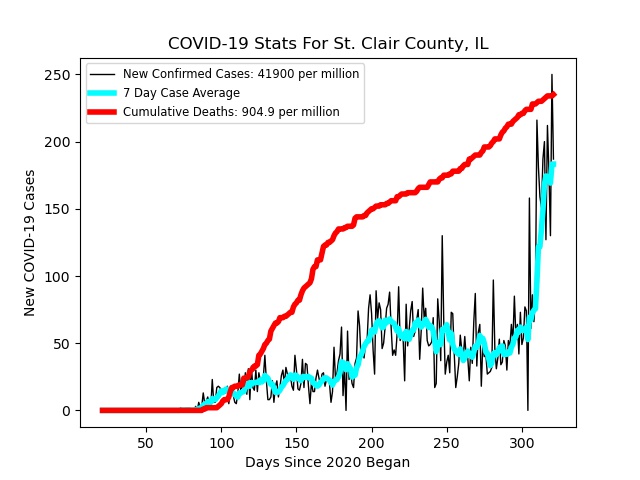 COVID-19 Stats For St. Clair County, IL
New Confirmed Cases: 41900 per million
7 Day Case Average
Cumulative Deaths: 904.9 per million
New COVID-19 Cases
250
200
150
100
50
0
50 100 150 200 250 300
Days Since 2020 Began